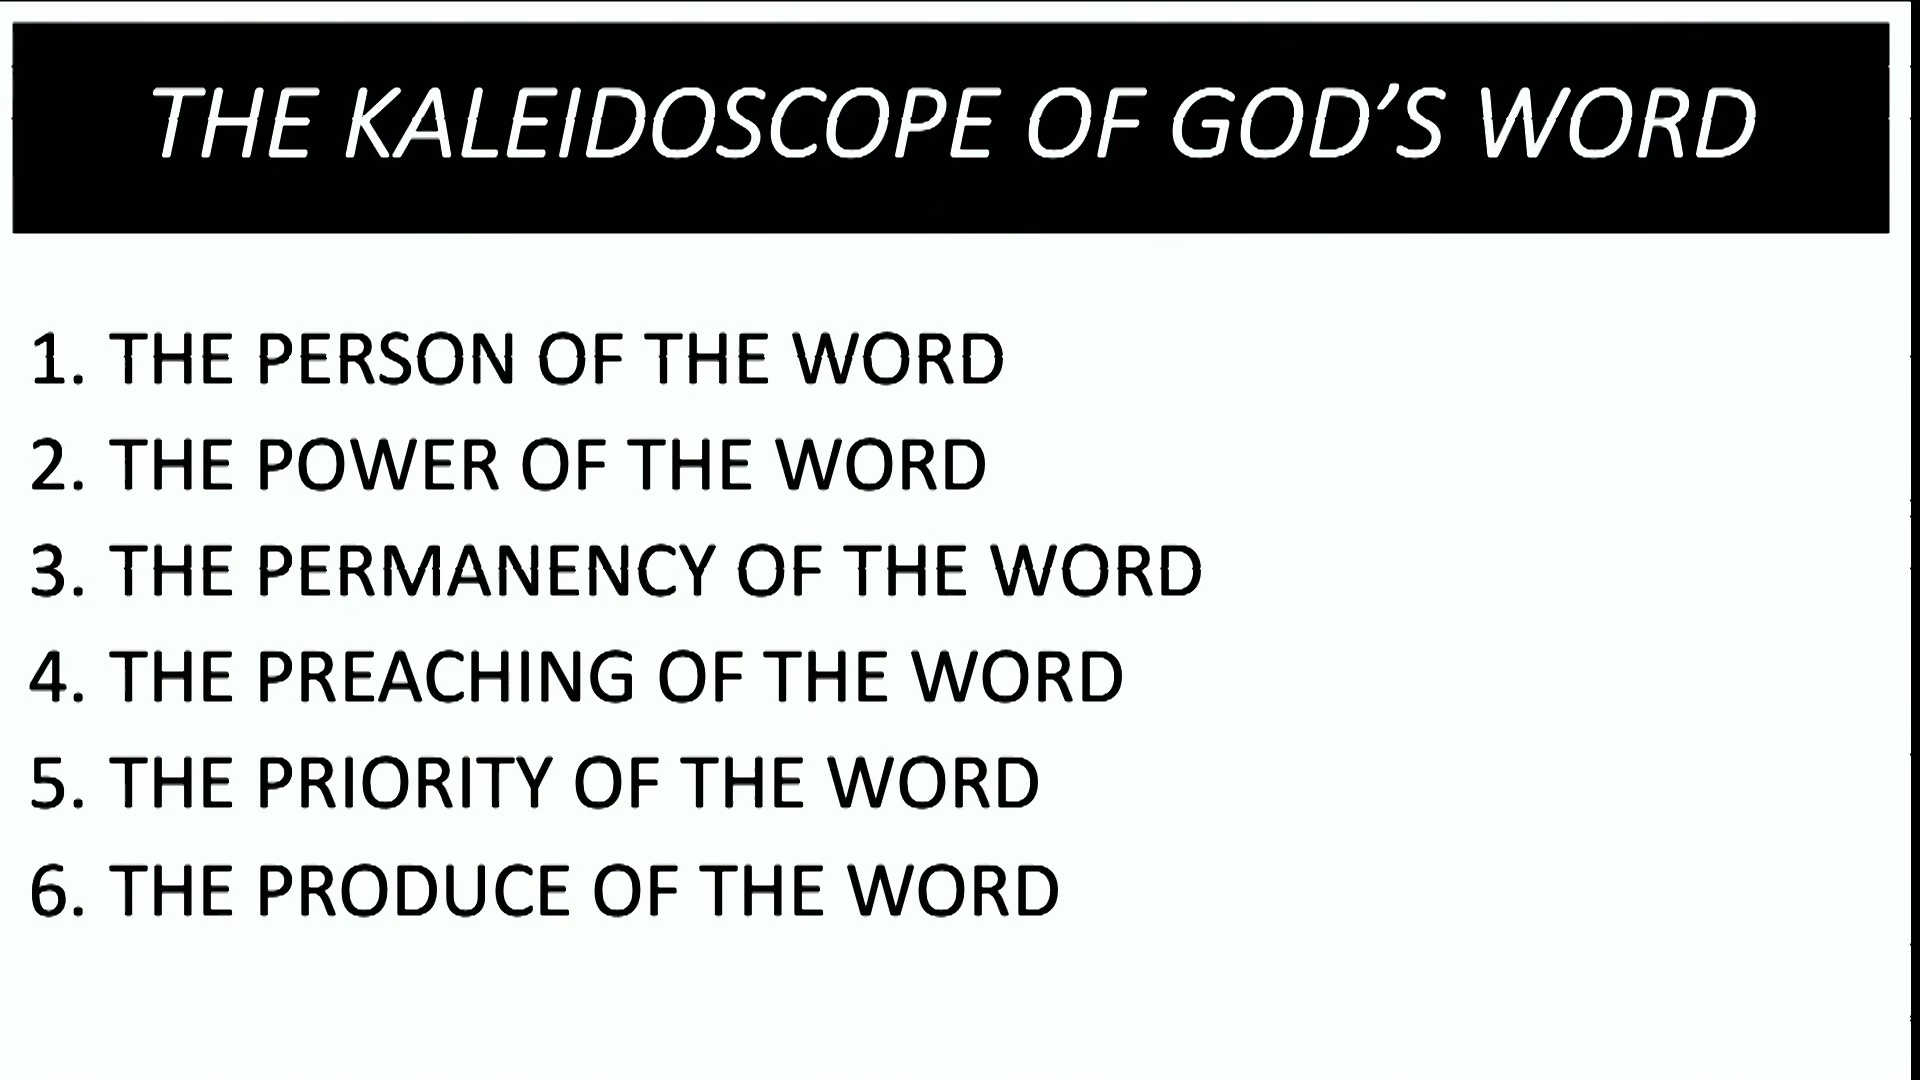 THE KALEIDOSCOPE OF GOD’S WORD
1. THE PERSON OF THE WORD
2. THE POWER OF THE WORD
3. THE PERMANENCY OF THE WORD
4. THE PREACHING OF THE WORD
5. THE PRIORITY OF THE WORD
6. THE PRODUCE OF THE WORD